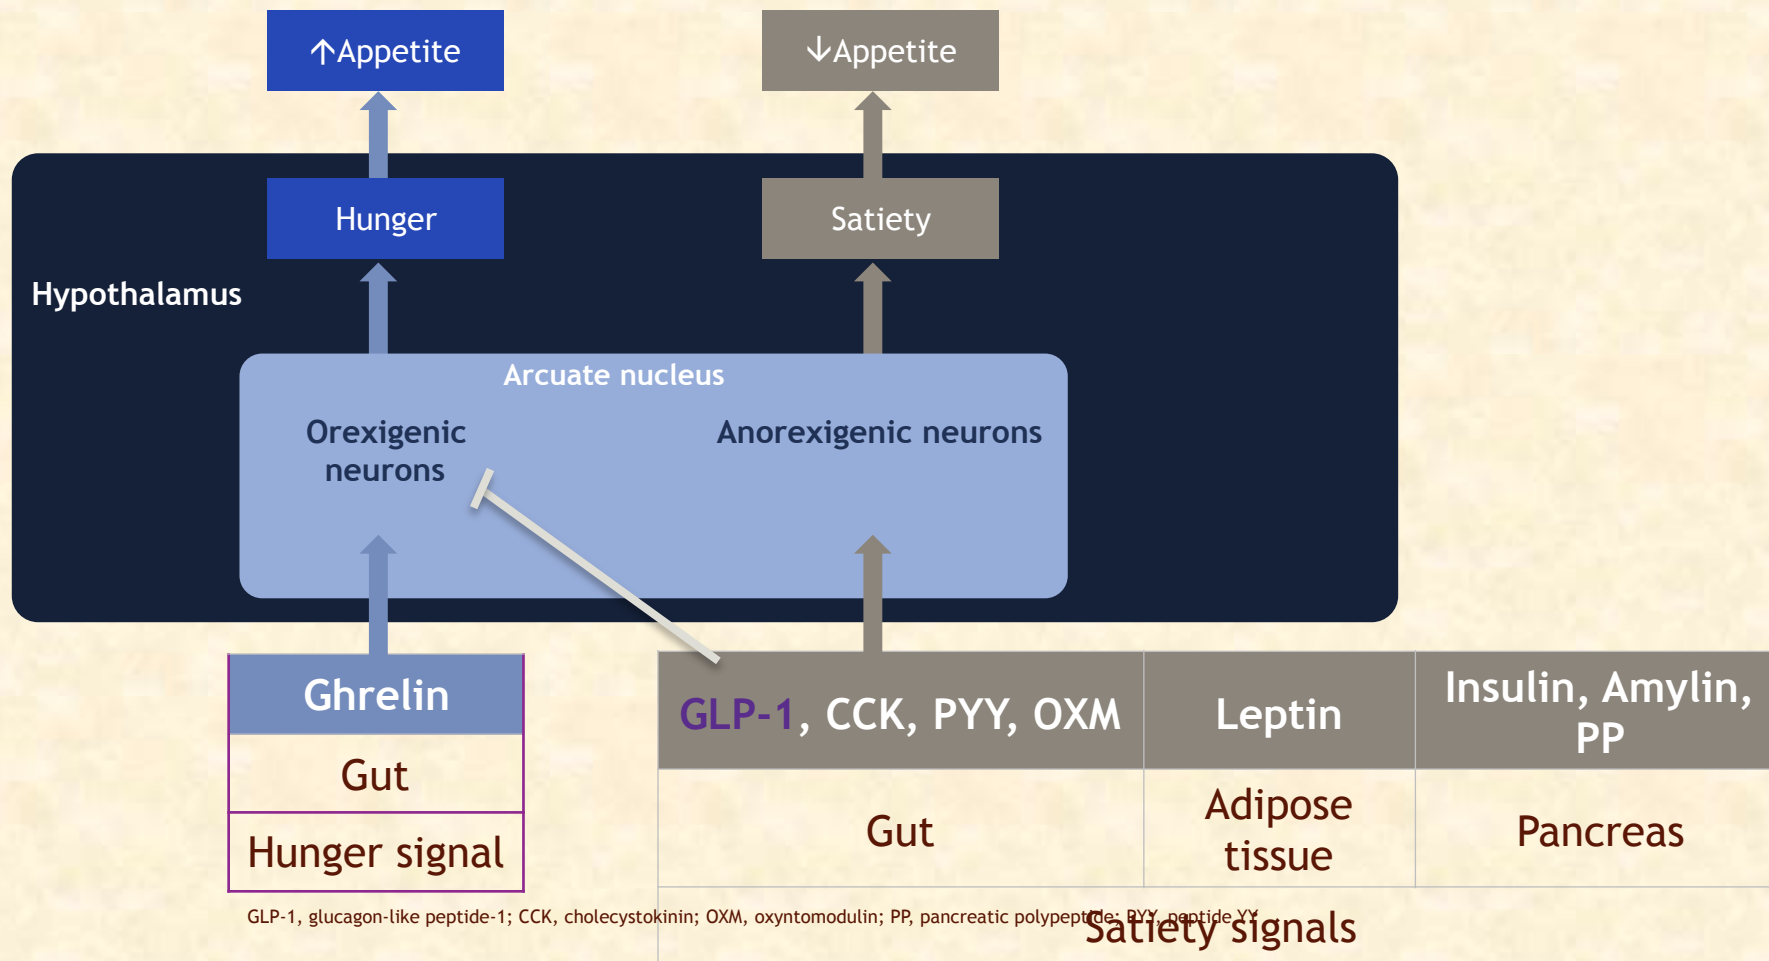 ↑Appetite
↓Appetite
Hunger
Satiety
Hypothalamus
Arcuate nucleus
Orexigenic
neurons
Anorexigenic neurons
Ghrelin
Gut
Hunger signal
GLP-1, CCK, PYY, OXM
Leptin
Insulin, Amylin,
PP
Gut
Adipose
tissue
Pancreas
Satiety signals
GLP-1, glucagon-like peptide-1; CCK, cholecystokinin; OXM, oxyntomodulin; PP, pancreatic polypeptide; PYY, peptide YY